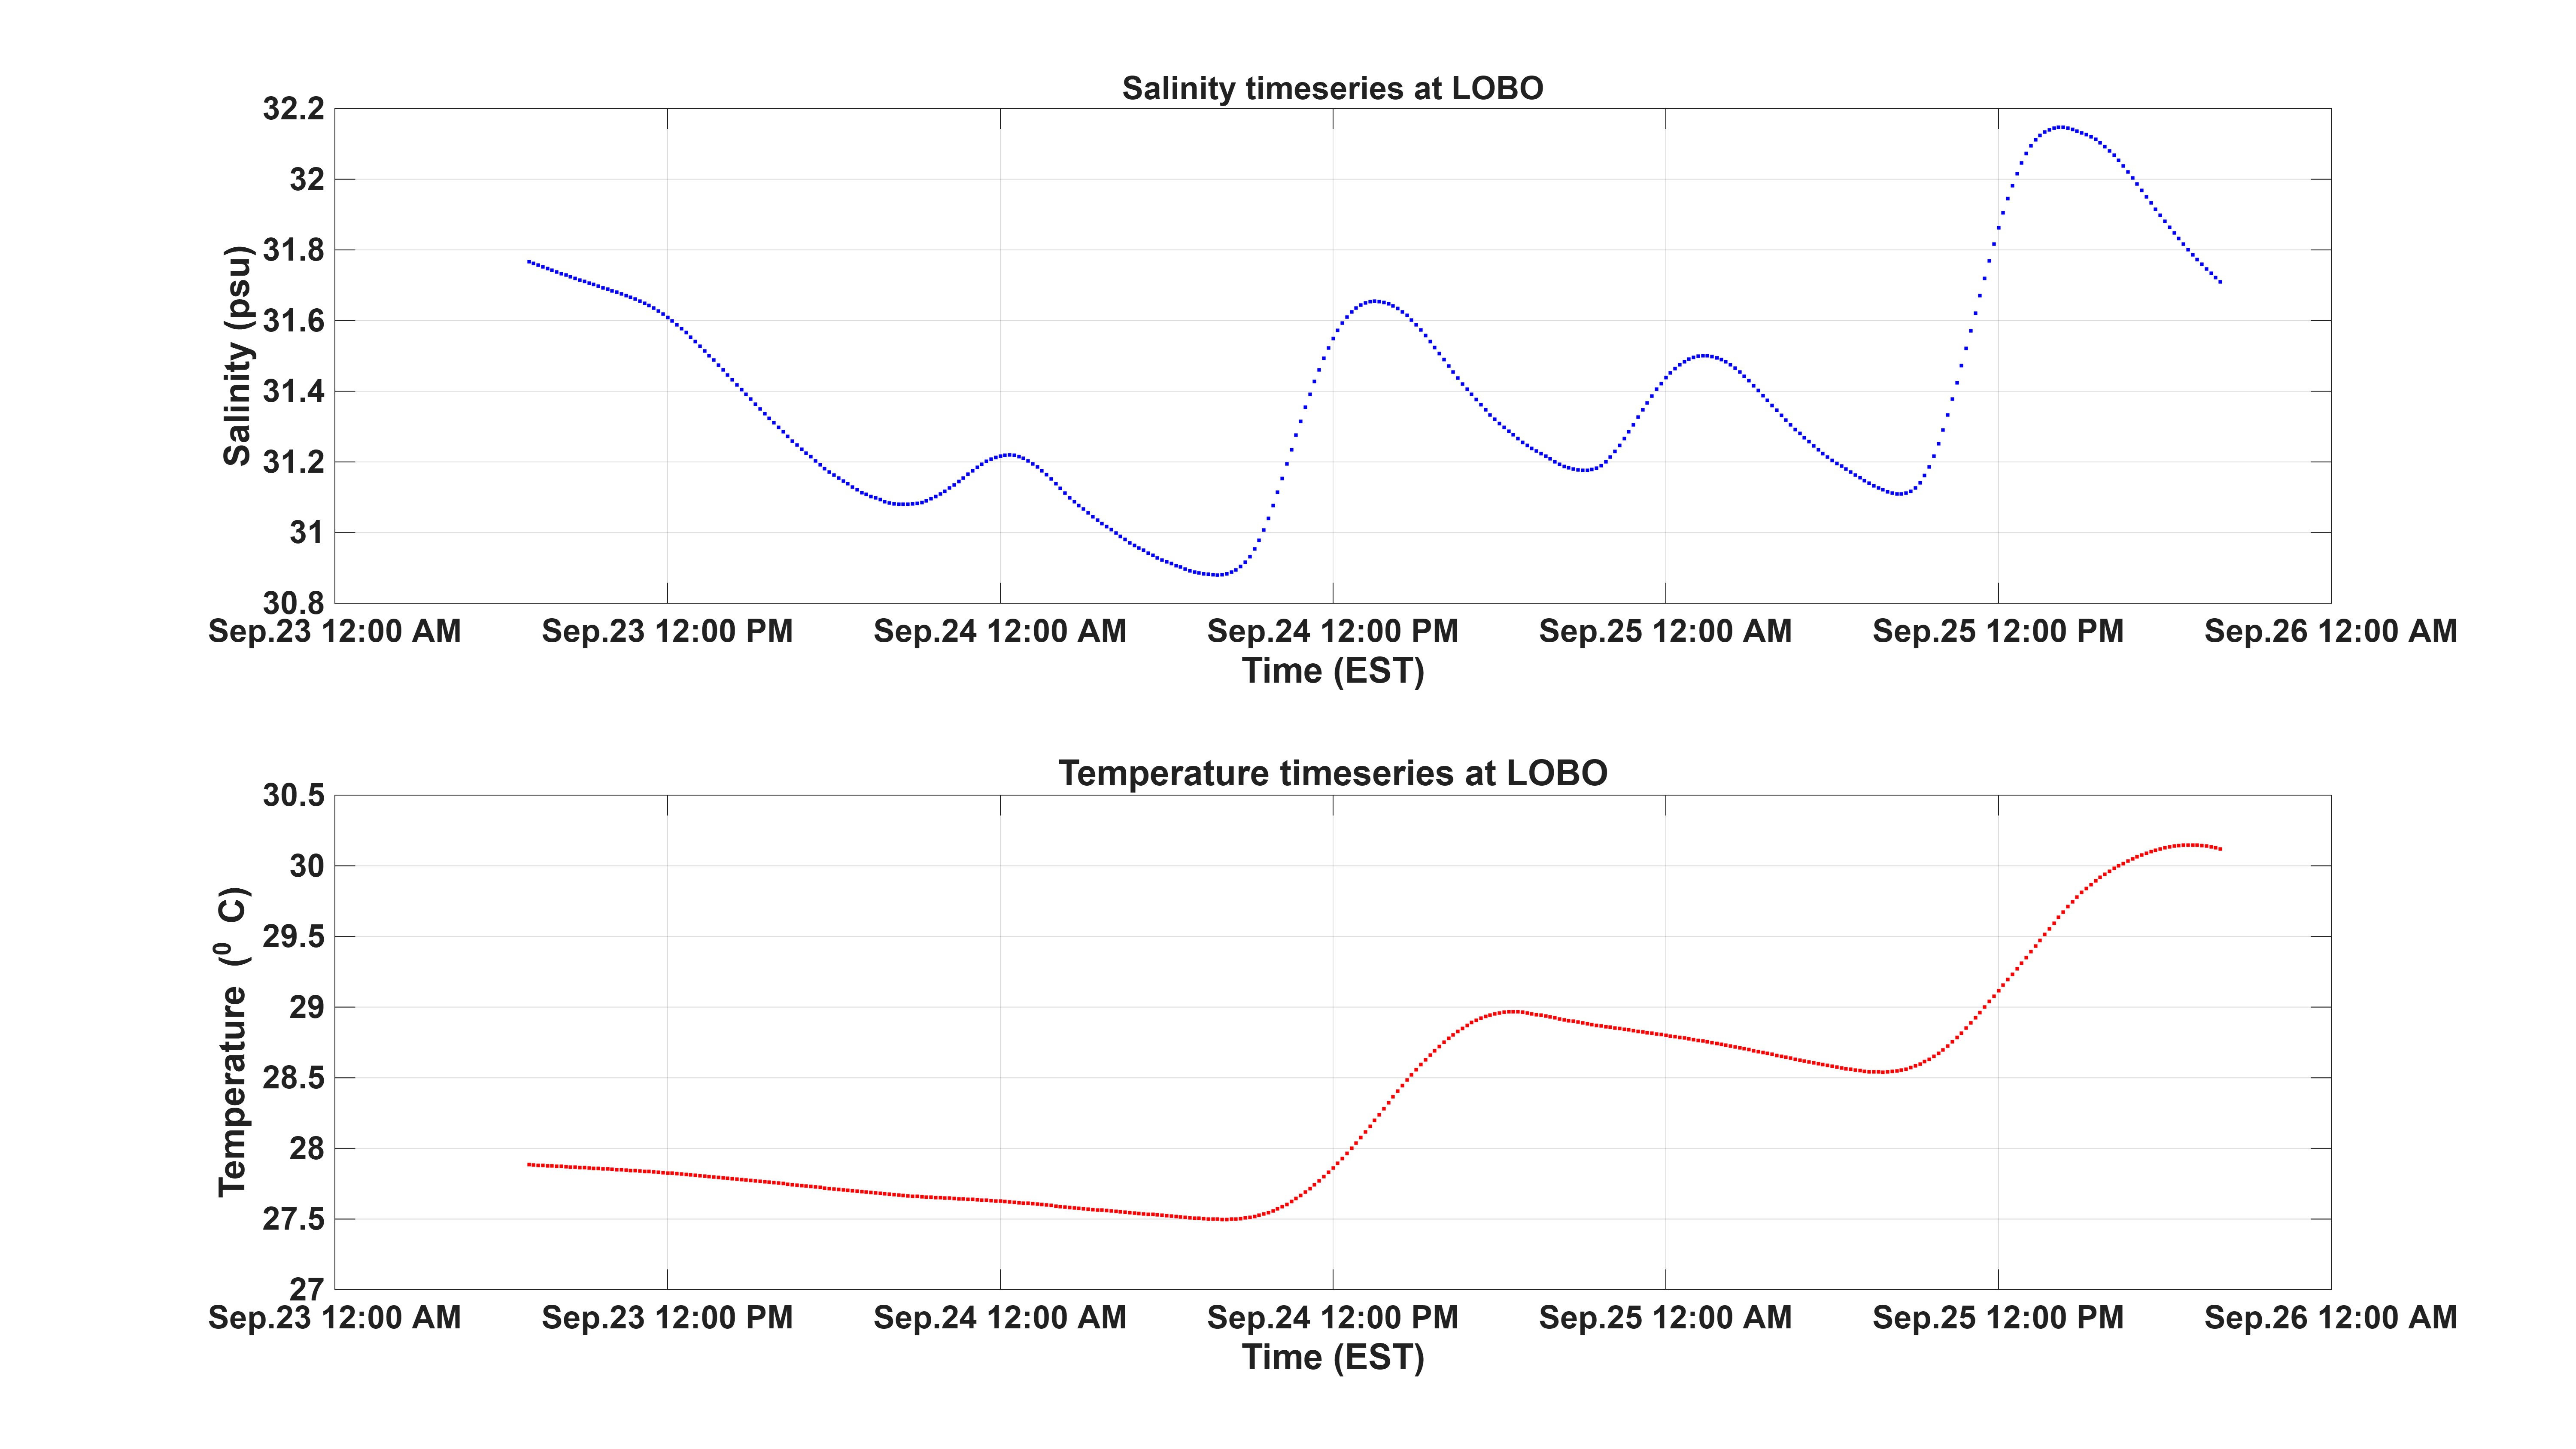 Salinity timeseries at LOBO
32.2
32
31.8
31.6
31.4
31.2
31
30.8
Salinity (psu)
Sep.23 12:00 AM Sep.23 12:00 PM Sep.24 12:00 AM Sep.24 12:00 PM Sep.25 12:00 AM Sep.25 12:00 PM Sep.26 12:00 AM
Time (EST)
Temperature timeseries at LOBO
30.5
30
29.5
29
28.5
28
27.5
27
Temperature (⁰ C)
Sep.23 12:00 AM Sep.23 12:00 PM Sep.24 12:00 AM Sep.24 12:00 PM Sep.25 12:00 AM Sep.25 12:00 PM Sep.26 12:00 AM
Time (EST)